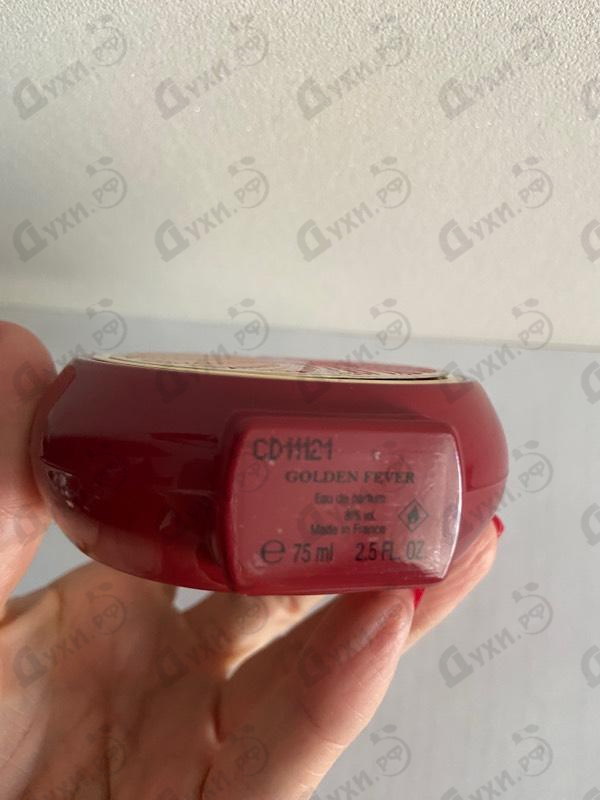 CD11121
GOLDEN FEVER
Eau de parfum
Made in France
℮ 75 ml 2.5 FL. OZ
Духи.рф